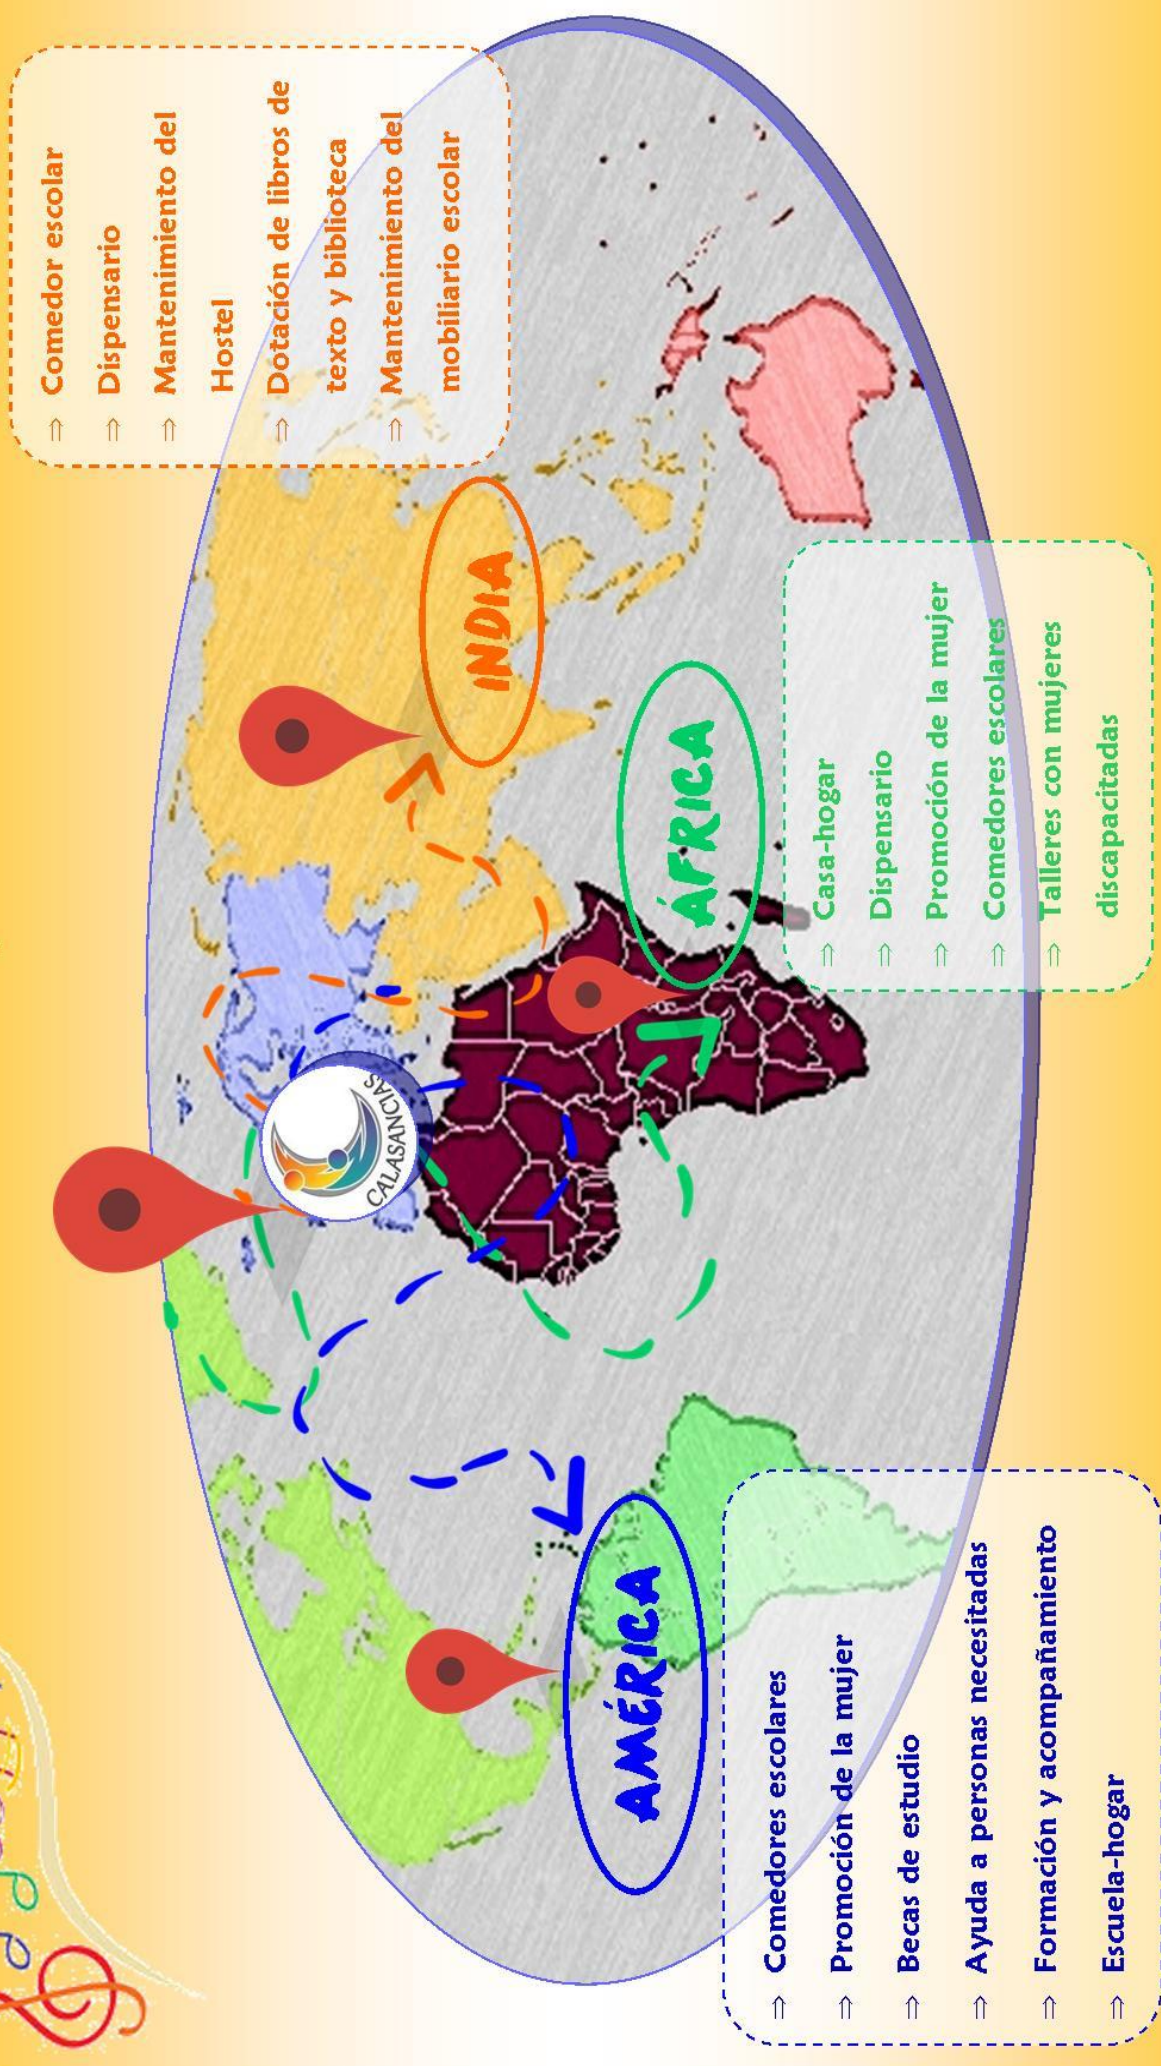 CALASANCIAS
INDIA
⇒ Comedor escolar
⇒ Dispensario
⇒ Mantenimiento del
Hostel
⇒ Dotación de libros de
texto y biblioteca
⇒ Mantenimiento del
mobiliario escolar
ÁFRICA
⇒ Casa-hogar
⇒ Dispensario
⇒ Promoción de la mujer
⇒ Comedores escolares
⇒ Talleres con mujeres
discapacitadas
AMÉRICA
⇒ Comedores escolares
⇒ Promoción de la mujer
⇒ Becas de estudio
⇒ Ayuda a personas necesitadas
⇒ Formación y acompañamiento
⇒ Escuela-hogar